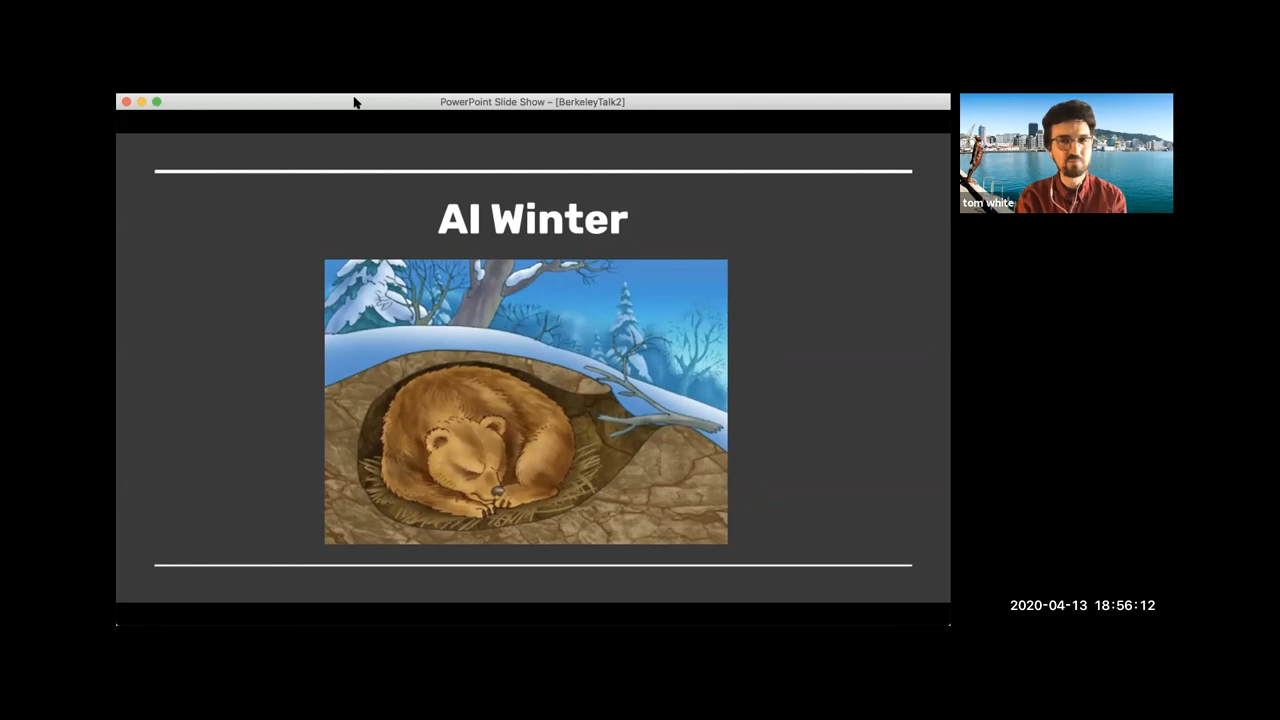 PowerPoint Slide Show – [BerkeleyTalk2]
AI Winter
tom white
2020-04-13 18:56:12